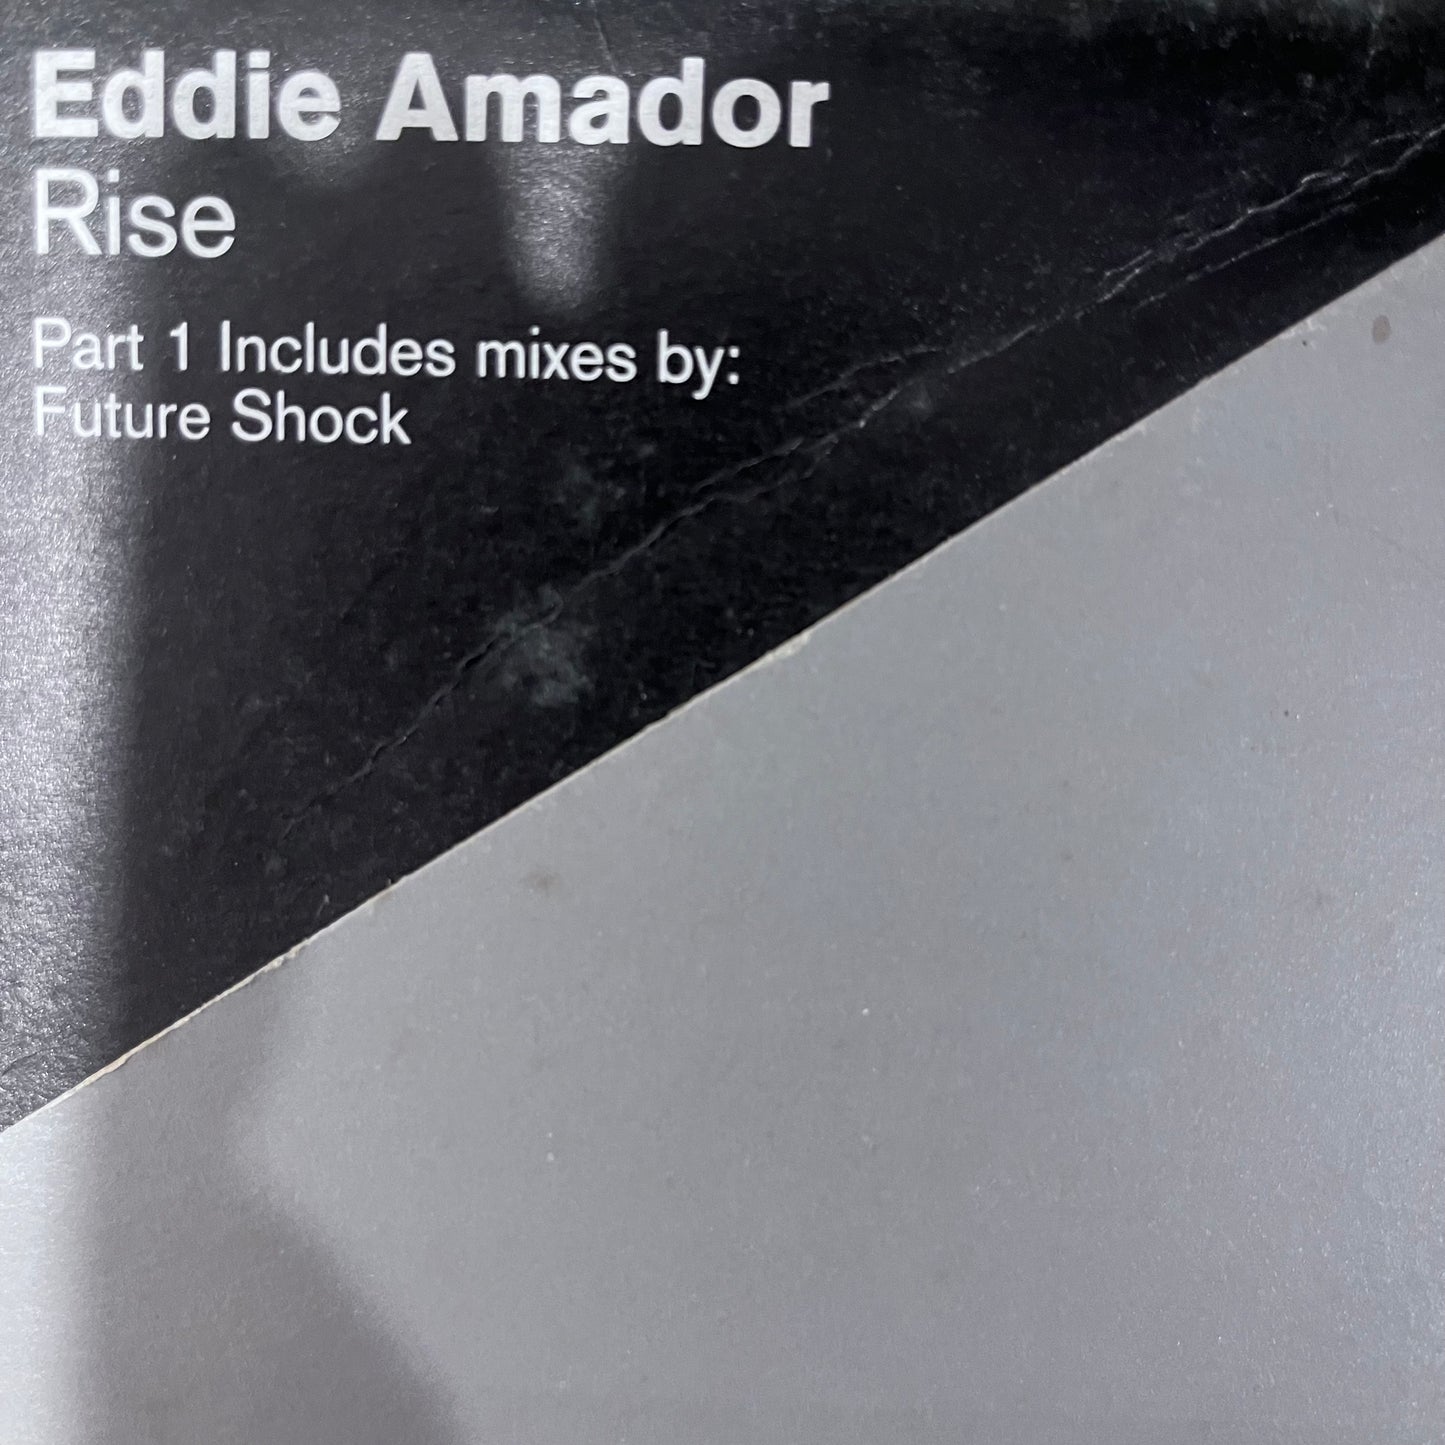 Eddie Amador
Rise
Part 1 Includes mixes by:
Future Shock